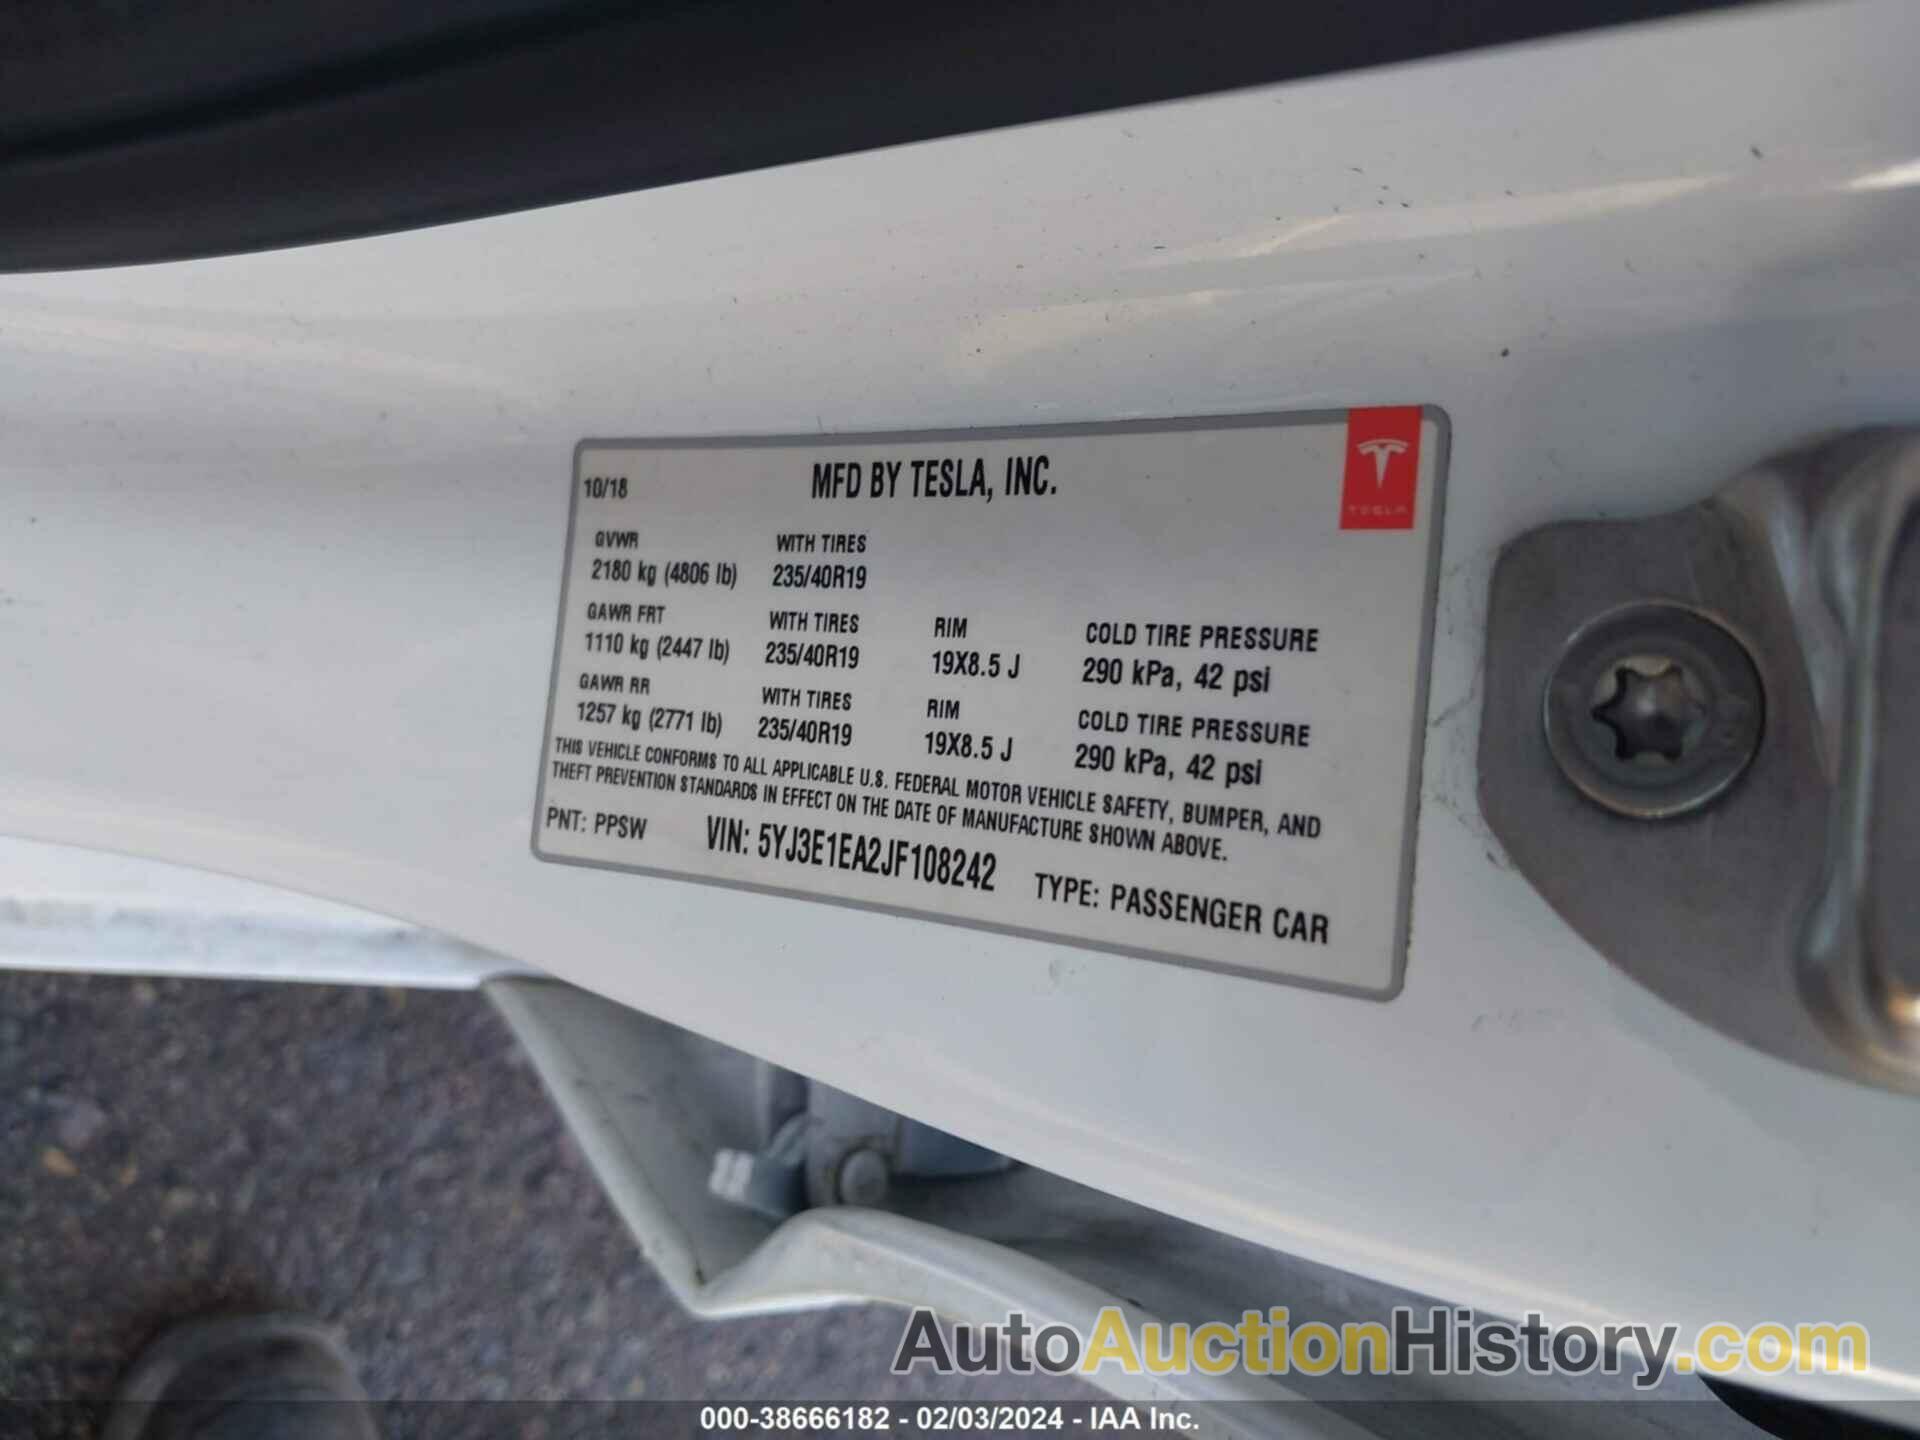 10/18
MFD BY TESLA, INC.
TESLA
GVWR WITH TIRES
2180 kg (4806 lb) 235/40R19
GAWR FRT WITH TIRES RIM COLD TIRE PRESSURE
1110 kg (2447 lb) 235/40R19 19X8.5 J 290 kPa, 42 psi
GAWR RR WITH TIRES RIM COLD TIRE PRESSURE
1257 kg (2771 lb) 235/40R19 19X8.5 J 290 kPa, 42 psi
THIS VEHICLE CONFORMS TO ALL APPLICABLE U.S. FEDERAL MOTOR VEHICLE SAFETY, BUMPER, AND
THEFT PREVENTION STANDARDS IN EFFECT ON THE DATE OF MANUFACTURE SHOWN ABOVE.
PNT: PPSW VIN: 5YJ3E1EA2JF108242 TYPE: PASSENGER CAR
AutoAuctionHistory.com
000-38666182 - 02/03/2024 - IAA Inc.